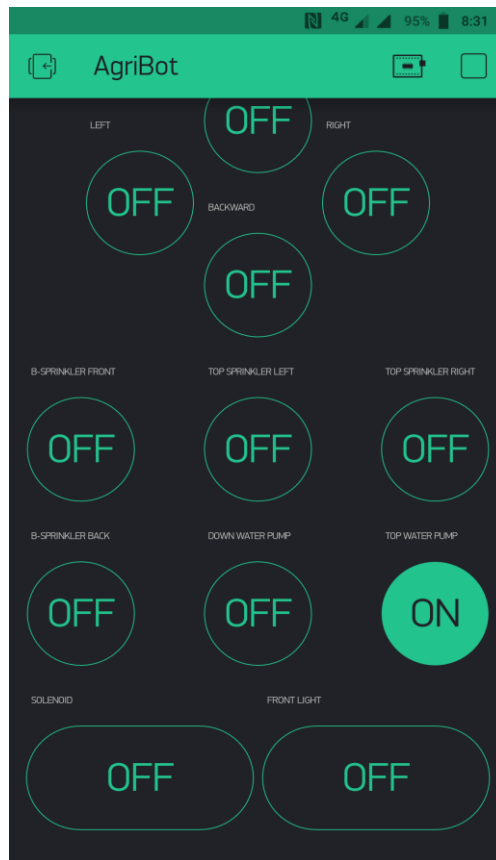 4G 95% 8:31
AgriBot
OFF
LEFT RIGHT
OFF OFF
BACKWARD
OFF
B-SPRINKLER FRONT TOP SPRINKLER LEFT TOP SPRINKLER RIGHT
OFF OFF OFF
B-SPRINKLER BACK DOWN WATER PUMP TOP WATER PUMP
OFF OFF ON
SOLENOID FRONT LIGHT
OFF OFF